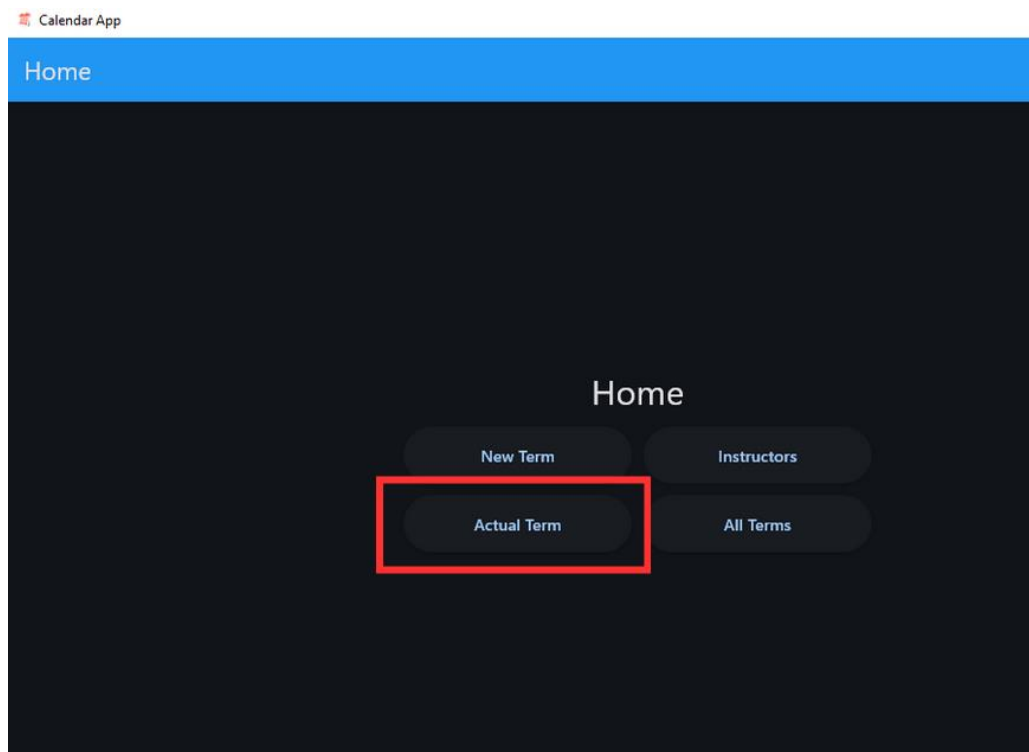 Calendar App
Home
Home
New Term Instructors
Actual Term All Terms